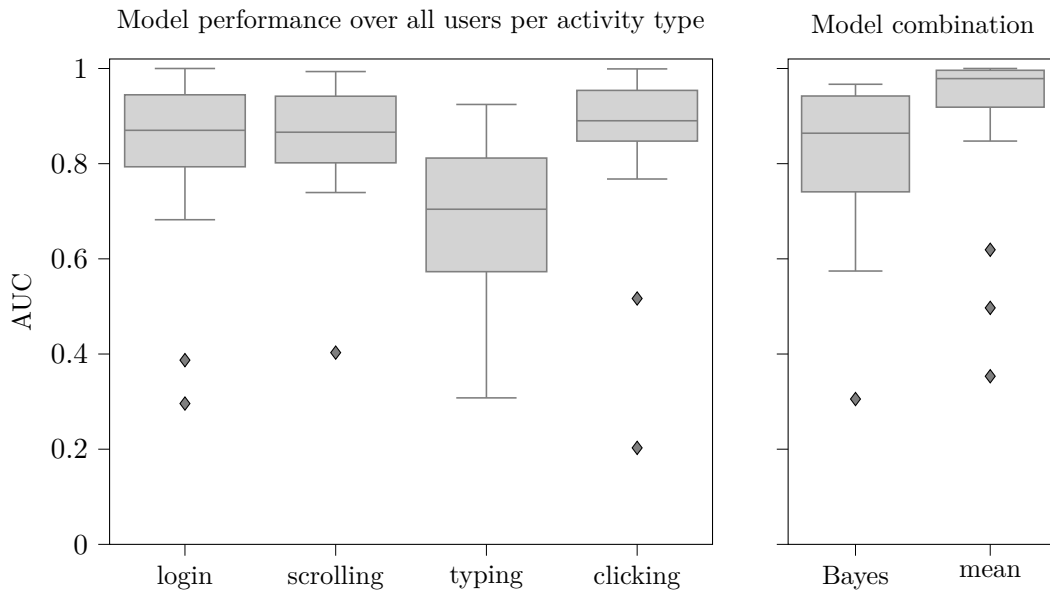 Model performance over all users per activity type
Model combination
AUC
1
0.8
0.6
0.4
0.2
0
login scrolling typing clicking
Bayes mean